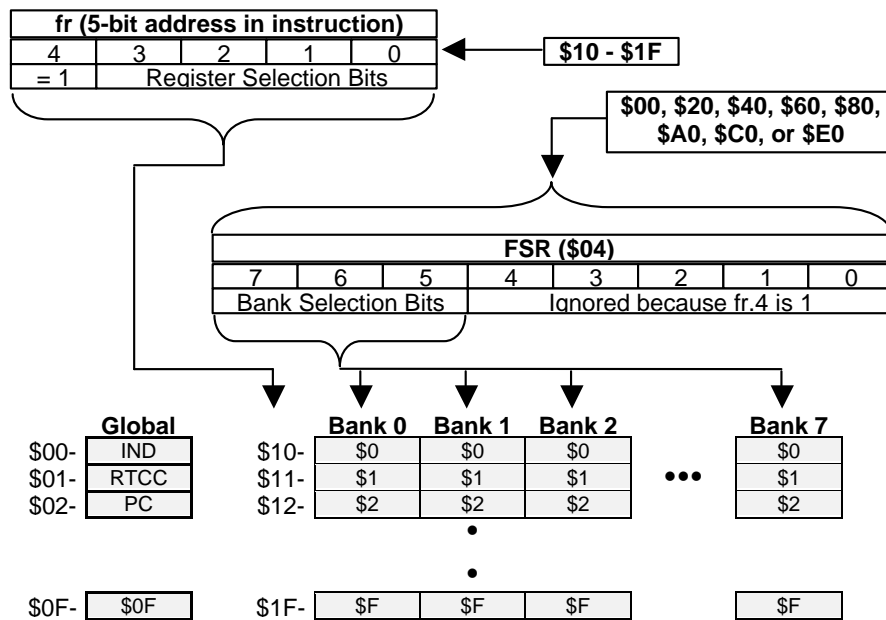 fr (5-bit address in instruction)
4 3 2 1 0
= 1 Register Selection Bits
$10 - $1F
$00, $20, $40, $60, $80,
$A0, $C0, or $E0
FSR ($04)
7 6 5 4 3 2 1 0
Bank Selection Bits Ignored because fr.4 is 1
Global Bank 0 Bank 1 Bank 2 Bank 7
$00- IND $10- $0 $0 $0 $0
$01- RTCC $11- $1 $1 $1 ••• $1
$02- PC $12- $2 $2 $2 $2
$0F- $0F $1F- $F $F $F $F